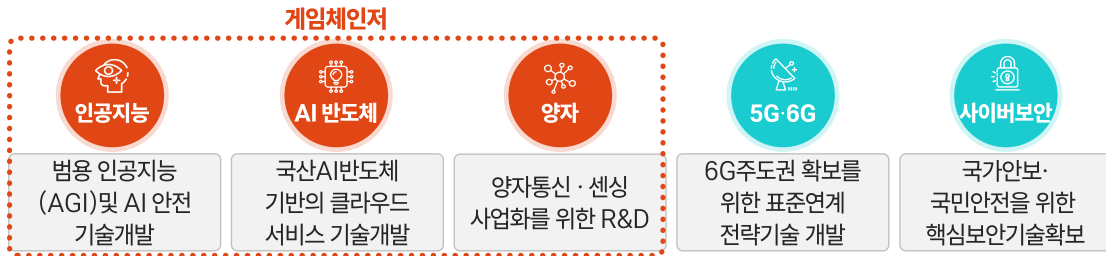 게임체인저
인공지능
범용 인공지능
(AGI)및 AI 안전
기술개발
AI 반도체
국산AI반도체
기반의 클라우드
서비스 기술개발
양자
양자통신 · 센싱
사업화를 위한 R&D
5G·6G
6G주도권 확보를
위한 표준연계
전략기술 개발
사이버보안
국가안보·
국민안전을 위한
핵심보안기술확보